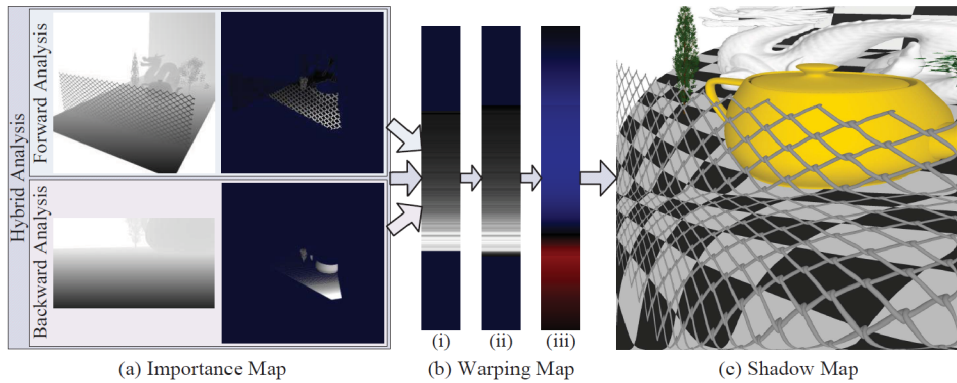 Hybrid Analysis
Forward Analysis
Backward Analysis
(i)
(ii)
(iii)
(a) Importance Map
(b) Warping Map
(c) Shadow Map